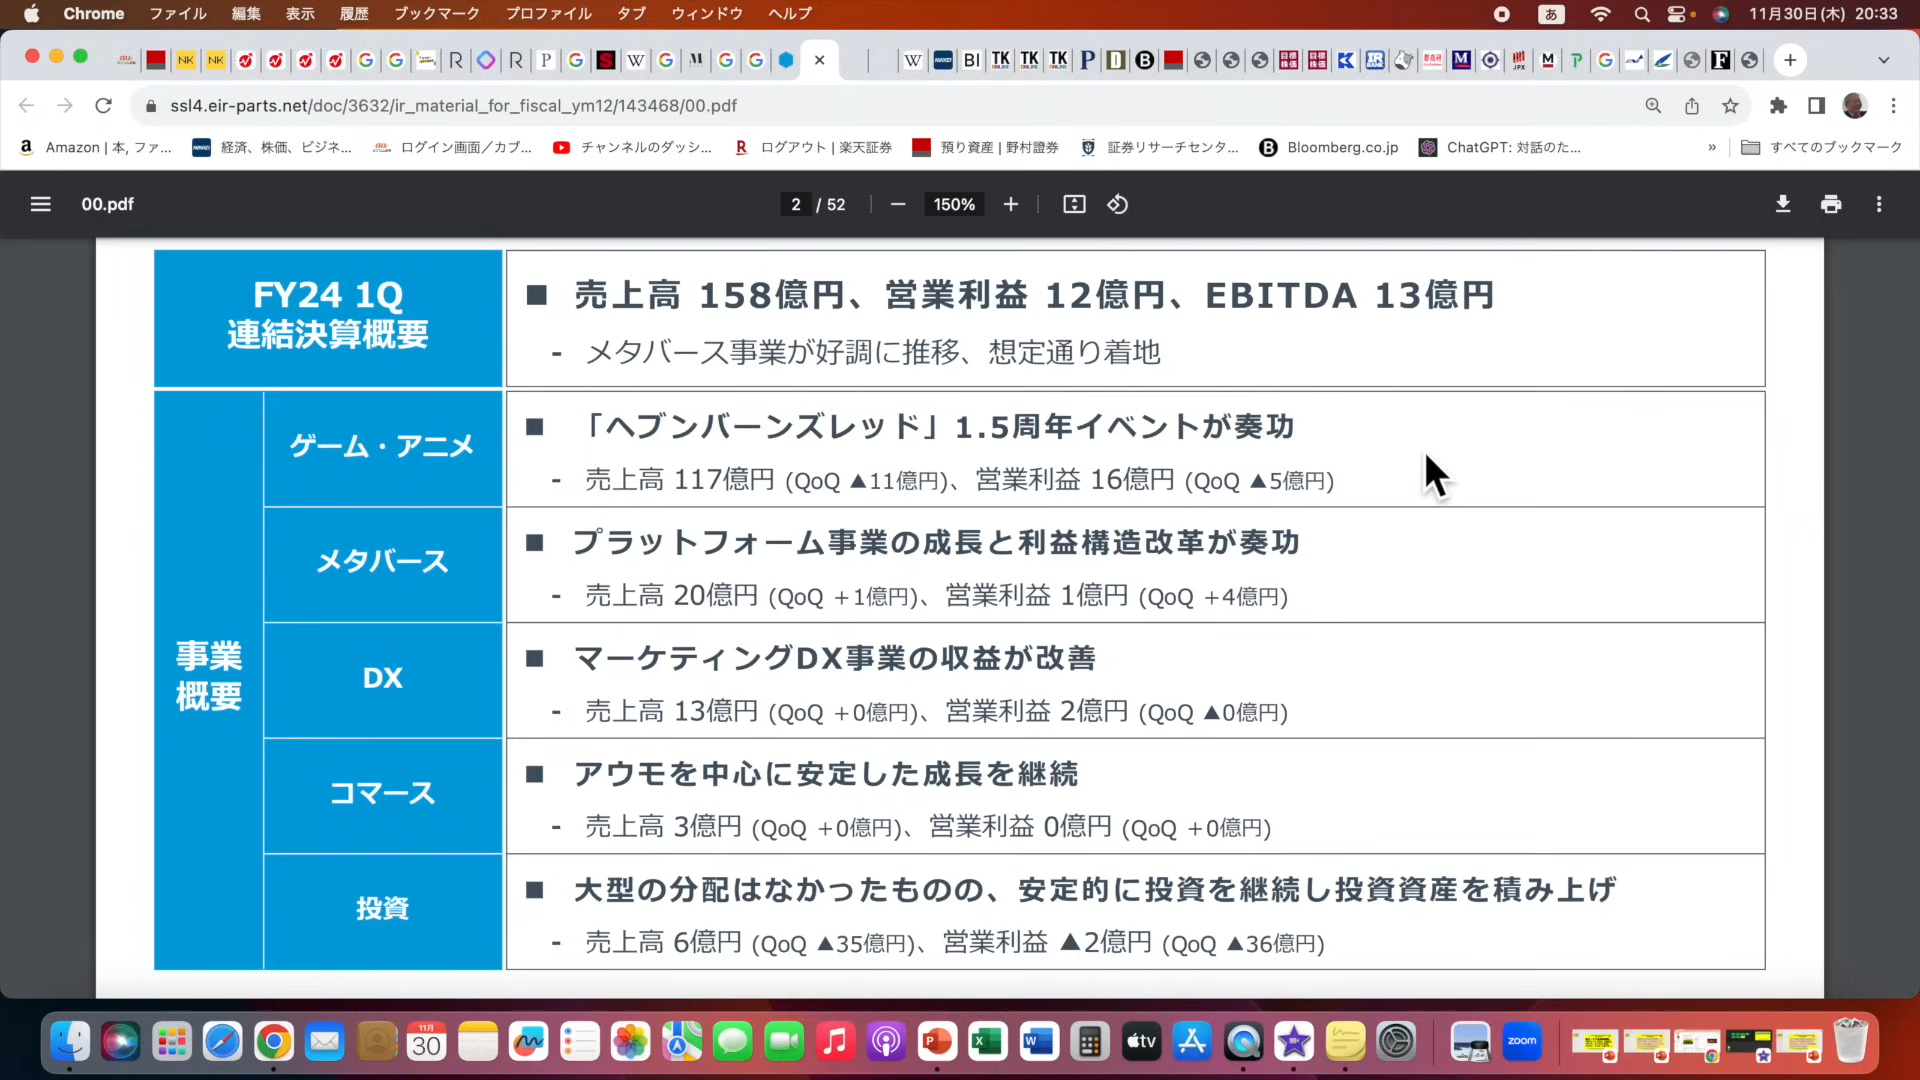 Chrome ファイル 編集 表示 履歴 ブックマーク プロファイル タブ ウィンドウ ヘルプ あ 11月30日(木) 20:33
ssl4.eir-parts.net/doc/3632/ir_material_for_fiscal_ym12/143468/00.pdf
Amazon | 本, ファ... 経済、株価、ビジネ... ログイン画面／カブ... チャンネルのダッシ... ログアウト | 楽天証券 預り資産 | 野村證券 証券リサーチセンタ... Bloomberg.co.jp ChatGPT: 対話のた... » すべてのブックマーク
00.pdf 2 / 52 150%
FY24 1Q
連結決算概要
■ 売上高 158億円、営業利益 12億円、EBITDA 13億円
- メタバース事業が好調に推移、想定通り着地
事業
概要
ゲーム・アニメ
■ 「ヘブンバーンズレッド」1.5周年イベントが奏功
- 売上高 117億円 (QoQ ▲11億円)、営業利益 16億円 (QoQ ▲5億円)
メタバース
■ プラットフォーム事業の成長と利益構造改革が奏功
- 売上高 20億円 (QoQ +1億円)、営業利益 1億円 (QoQ +4億円)
DX
■ マーケティングDX事業の収益が改善
- 売上高 13億円 (QoQ +0億円)、営業利益 2億円 (QoQ ▲0億円)
コマース
■ アウモを中心に安定した成長を継続
- 売上高 3億円 (QoQ +0億円)、営業利益 0億円 (QoQ +0億円)
投資
■ 大型の分配はなかったものの、安定的に投資を継続し投資資産を積み上げ
- 売上高 6億円 (QoQ ▲35億円)、営業利益 ▲2億円 (QoQ ▲36億円)
11月
30
tv
zoom